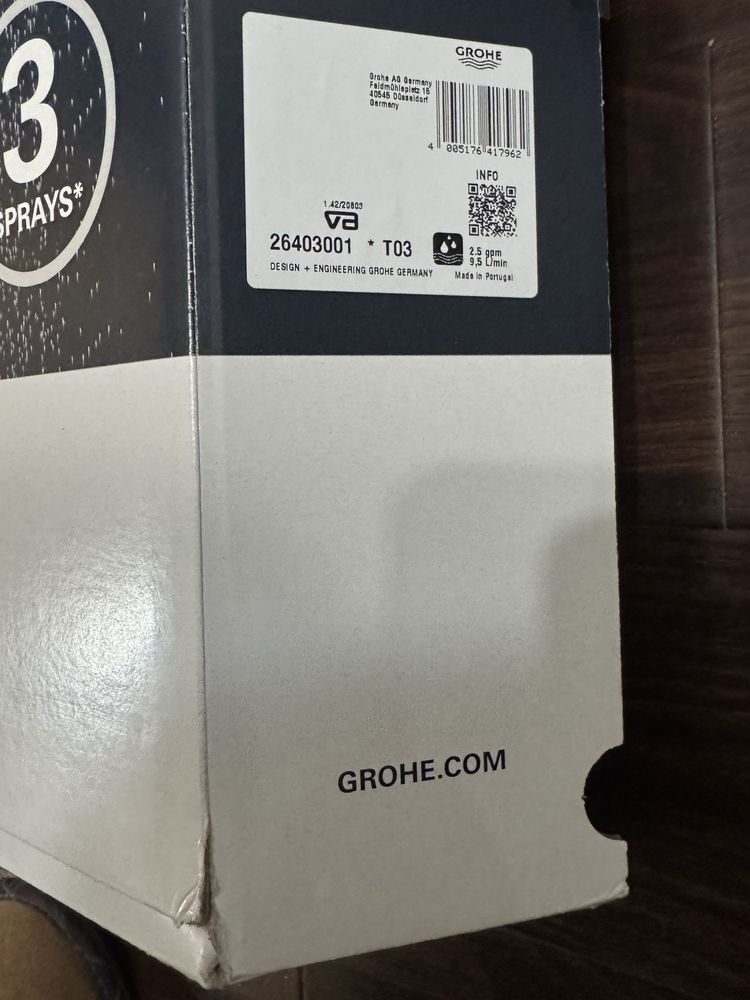 3
SPRAYS*
GROHE
Grohe AG Germany
Feldmühleplatz 15
40545 Düsseldorf
Germany
4 005176 417962
INFO
1.42/20803
va
26403001 * T03
2.5 gpm
9,5 L/min
DESIGN + ENGINEERING GROHE GERMANY
Made in Portugal
GROHE.COM